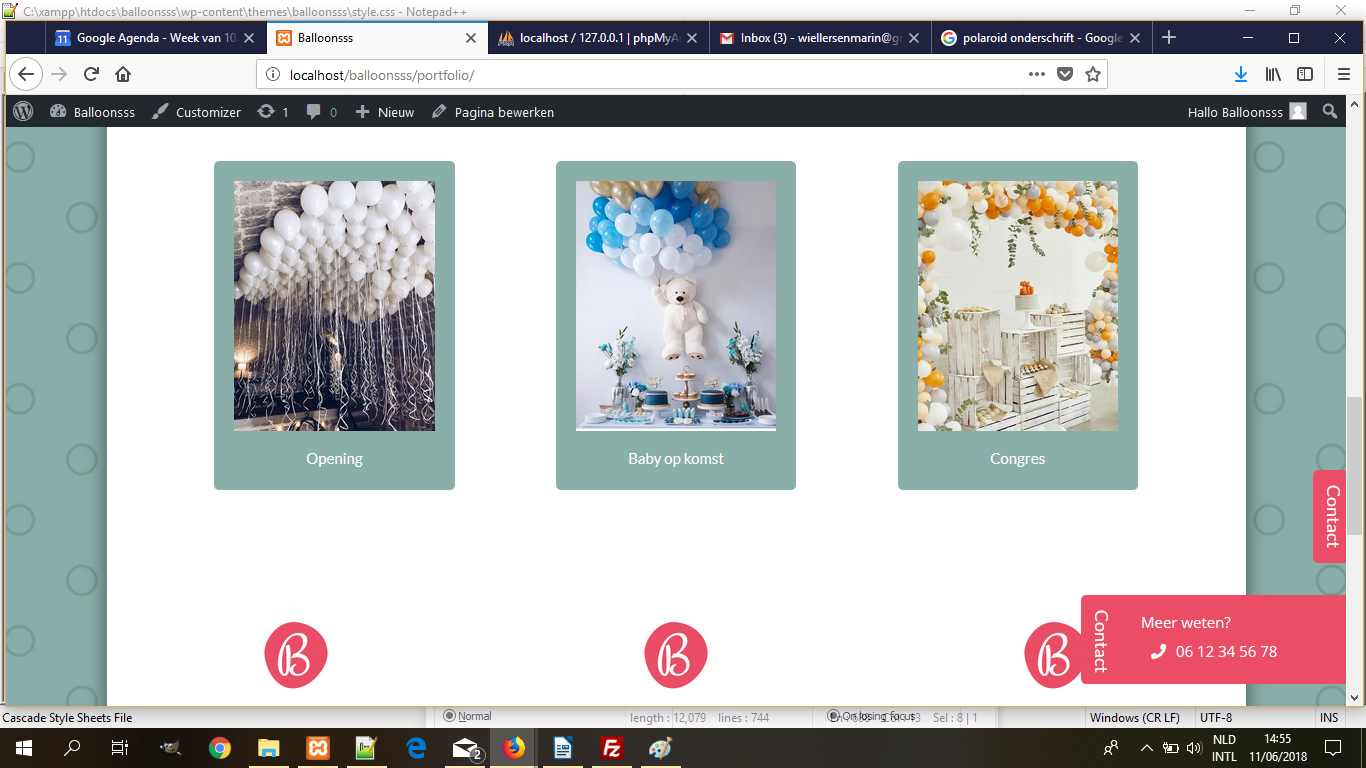 C:\xampp\htdocs\balloonsss\wp-content\themes\balloonsss\style.css - Notepad++
Google Agenda - Week van 10
Balloonsss
localhost / 127.0.0.1 | phpMyA
Inbox (3) - wiellersenmarin@g
polaroid onderschrift - Google
localhost/balloonsss/portfolio/
Balloonsss
Customizer
1
0
Nieuw
Pagina bewerken
Hallo Balloonsss
Opening
Baby op komst
Congres
Contact
B
B
B
Contact
Meer weten?
06 12 34 56 78
Cascade Style Sheets File
Normal
length : 12,079 lines : 744
On losing focus
Sel : 8 | 1
Windows (CR LF)
UTF-8
INS
2
NLD
INTL
14:55
11/06/2018